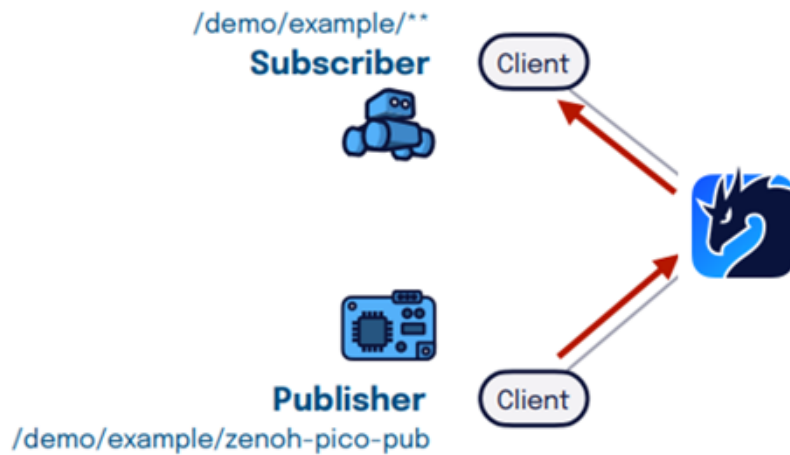 /demo/example/**
Subscriber
Client
Publisher
Client
/demo/example/zenoh-pico-pub